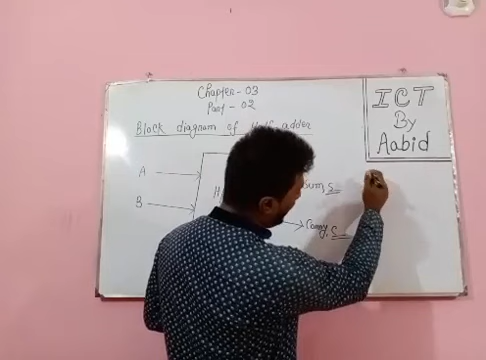 Chapter - 03
Part - 02
ICT
By
Aabid
Block diagram of Half adder
A
B
H
Sum, S
Carry, C